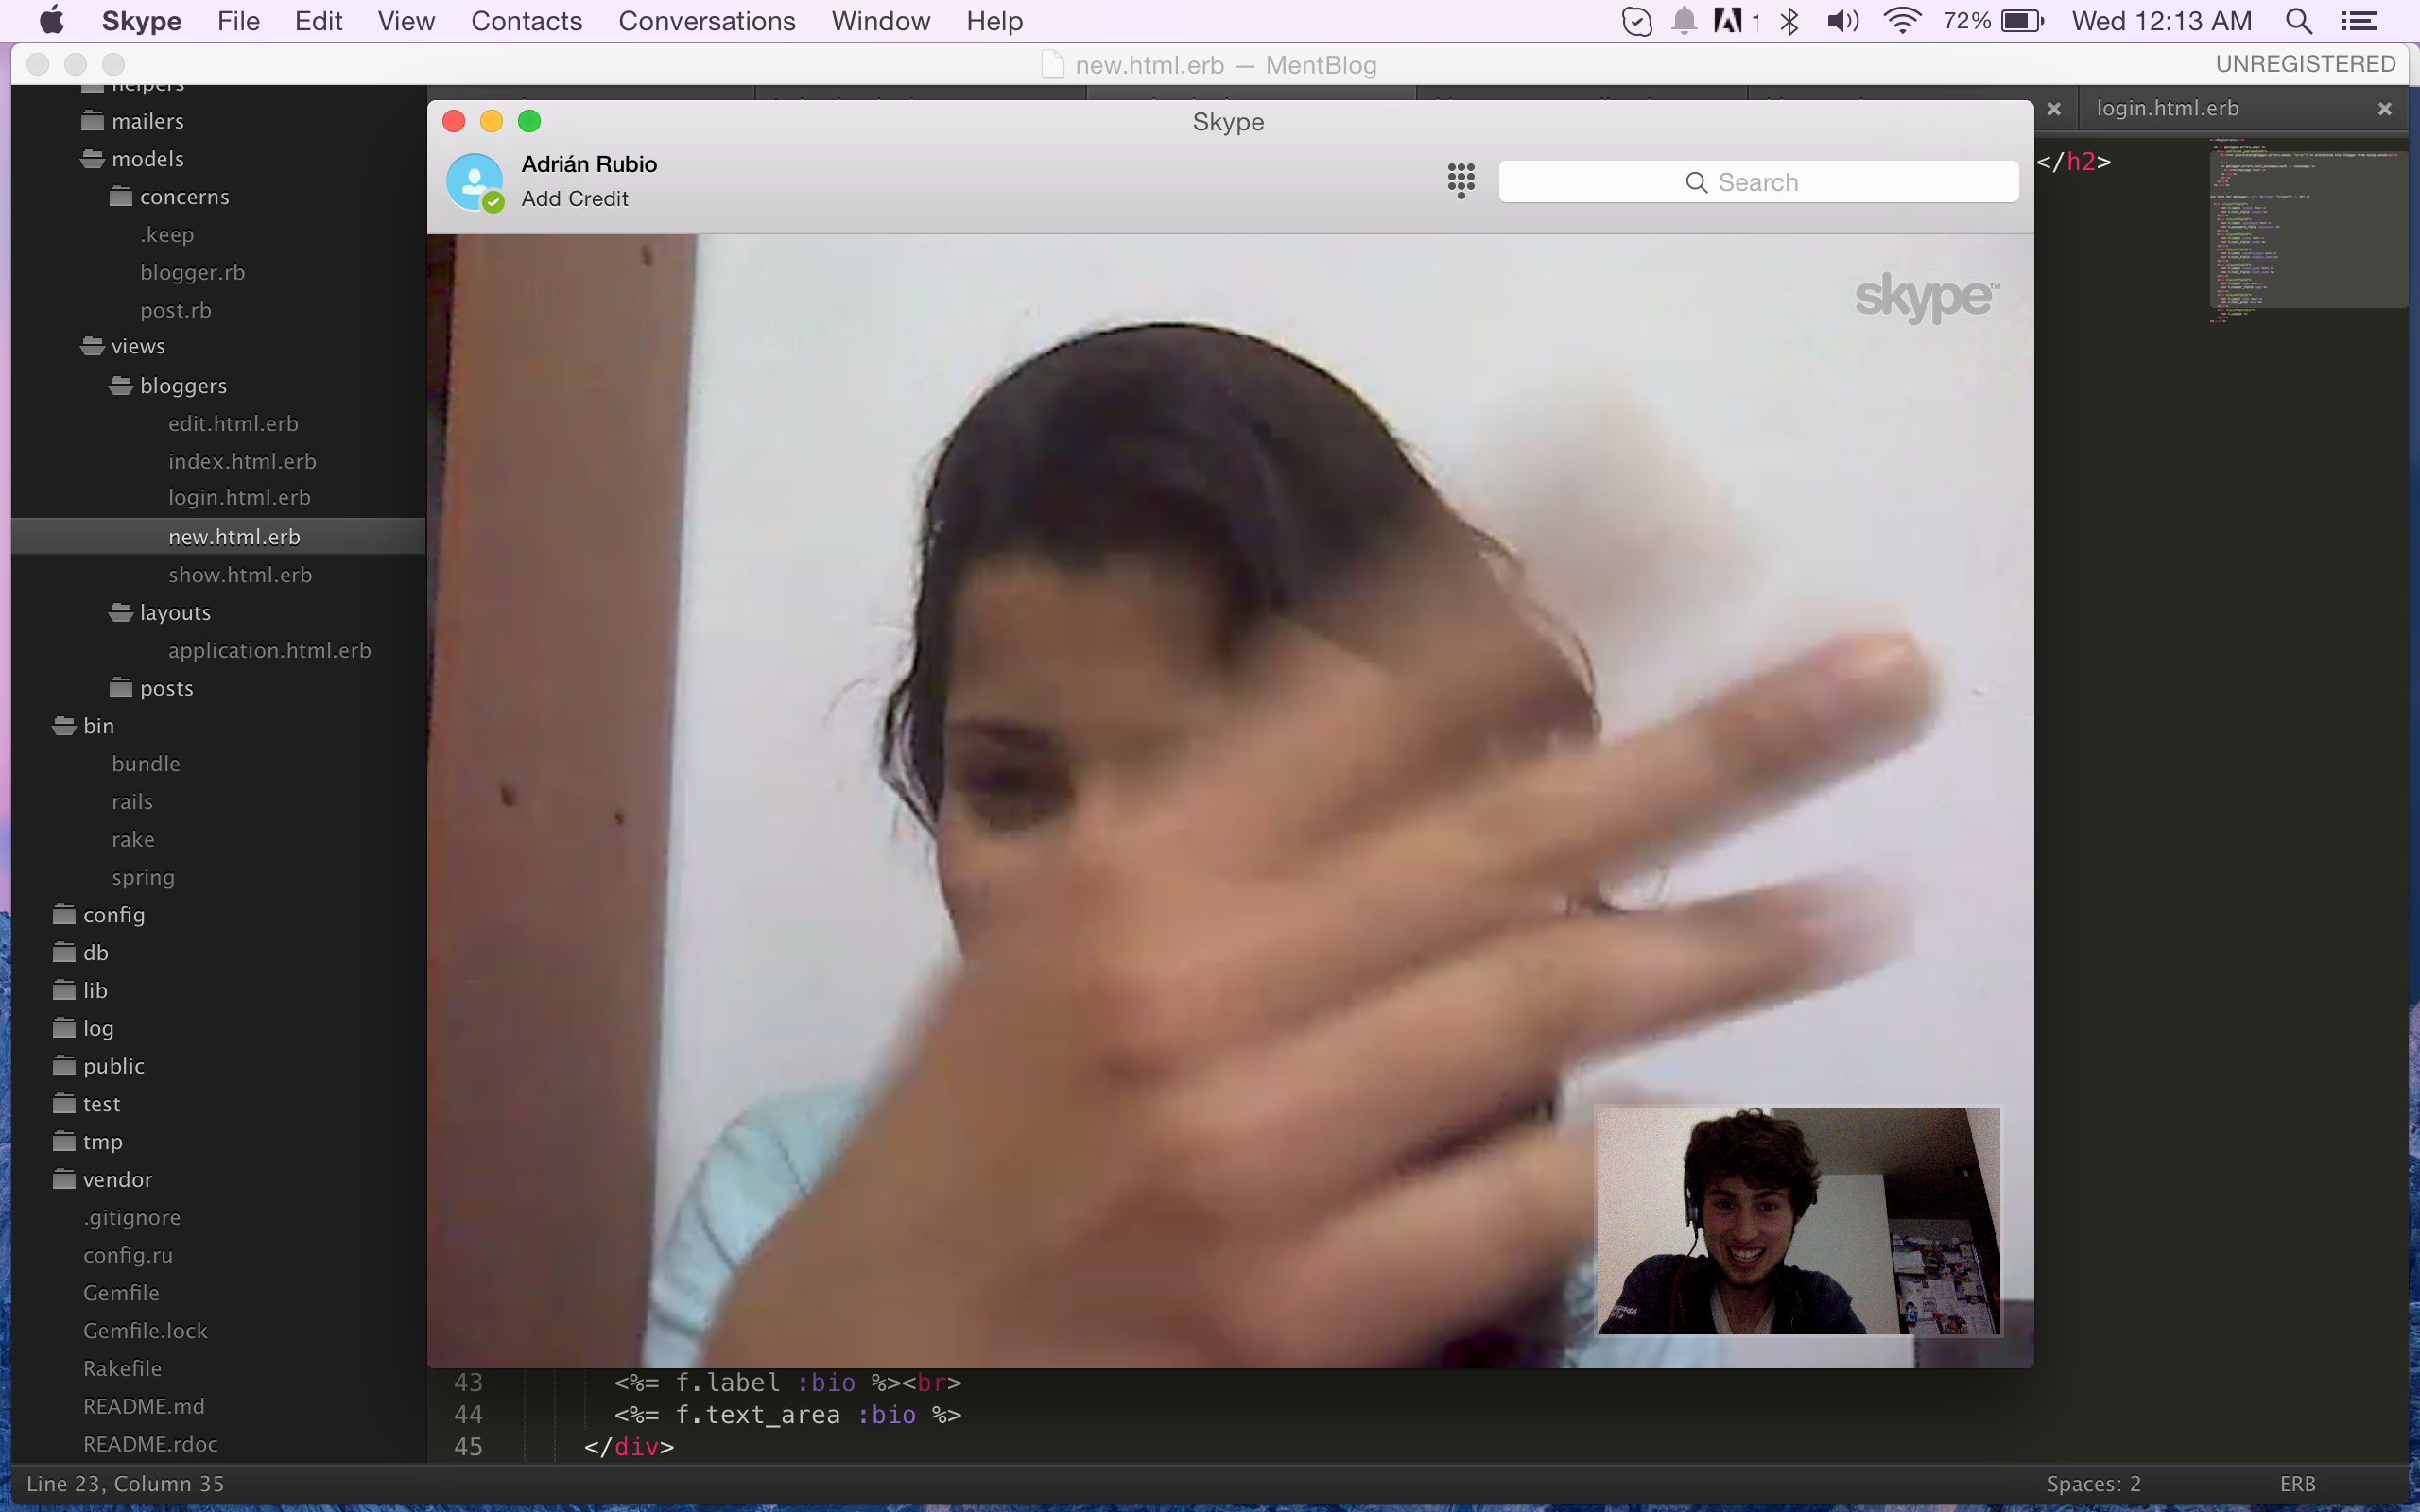 Skype File Edit View Contacts Conversations Window Help 72% Wed 12:13 AM
new.html.erb — MentBlog UNREGISTERED
helpers
mailers
models
concerns
.keep
blogger.rb
post.rb
views
bloggers
edit.html.erb
index.html.erb
login.html.erb
new.html.erb
show.html.erb
layouts
application.html.erb
posts
bin
bundle
rails
rake
spring
config
db
lib
log
public
test
tmp
vendor
.gitignore
config.ru
Gemfile
Gemfile.lock
Rakefile
README.md
README.rdoc
login.html.erb
</h2>
Skype
Adrián Rubio
Add Credit
Search
skype™
43 <%= f.label :bio %><br>
44 <%= f.text_area :bio %>
45 </div>
Line 23, Column 35 Spaces: 2 ERB